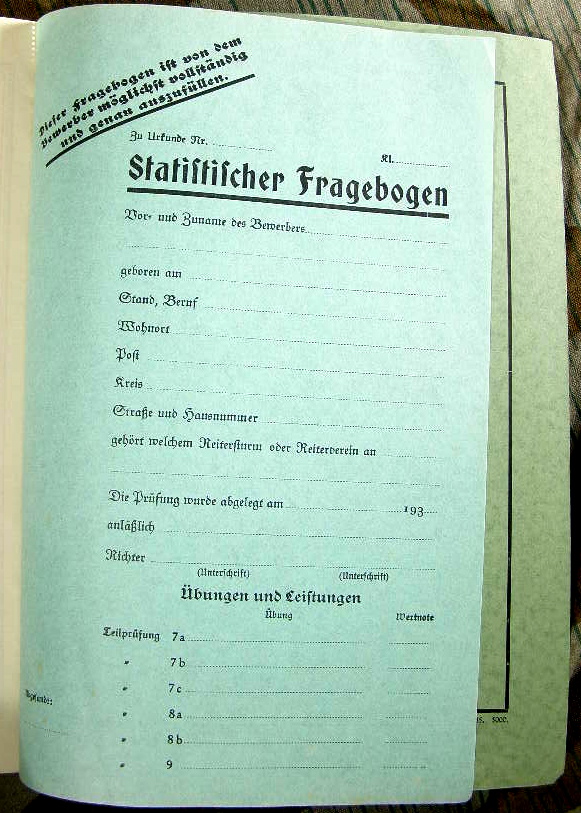 Dieser Fragebogen ist von dem
Bewerber möglichst vollständig
und genau auszufüllen.
Zu Urkunde Nr.
Kl.
Statistischer Fragebogen
Vor- und Zuname des Bewerbers
geboren am
Stand, Beruf
Wohnort
Post
Kreis
Straße und Hausnummer
gehört welchem Reitersturm oder Reiterverein an
Die Prüfung wurde abgelegt am 193
anläßlich
Richter
(Unterschrift) (Unterschrift)
Übungen und Leistungen
Übung Wertnote
Teilprüfung 7a
" 7b
" 7c
" 8a
" 8b
" 9
5000.